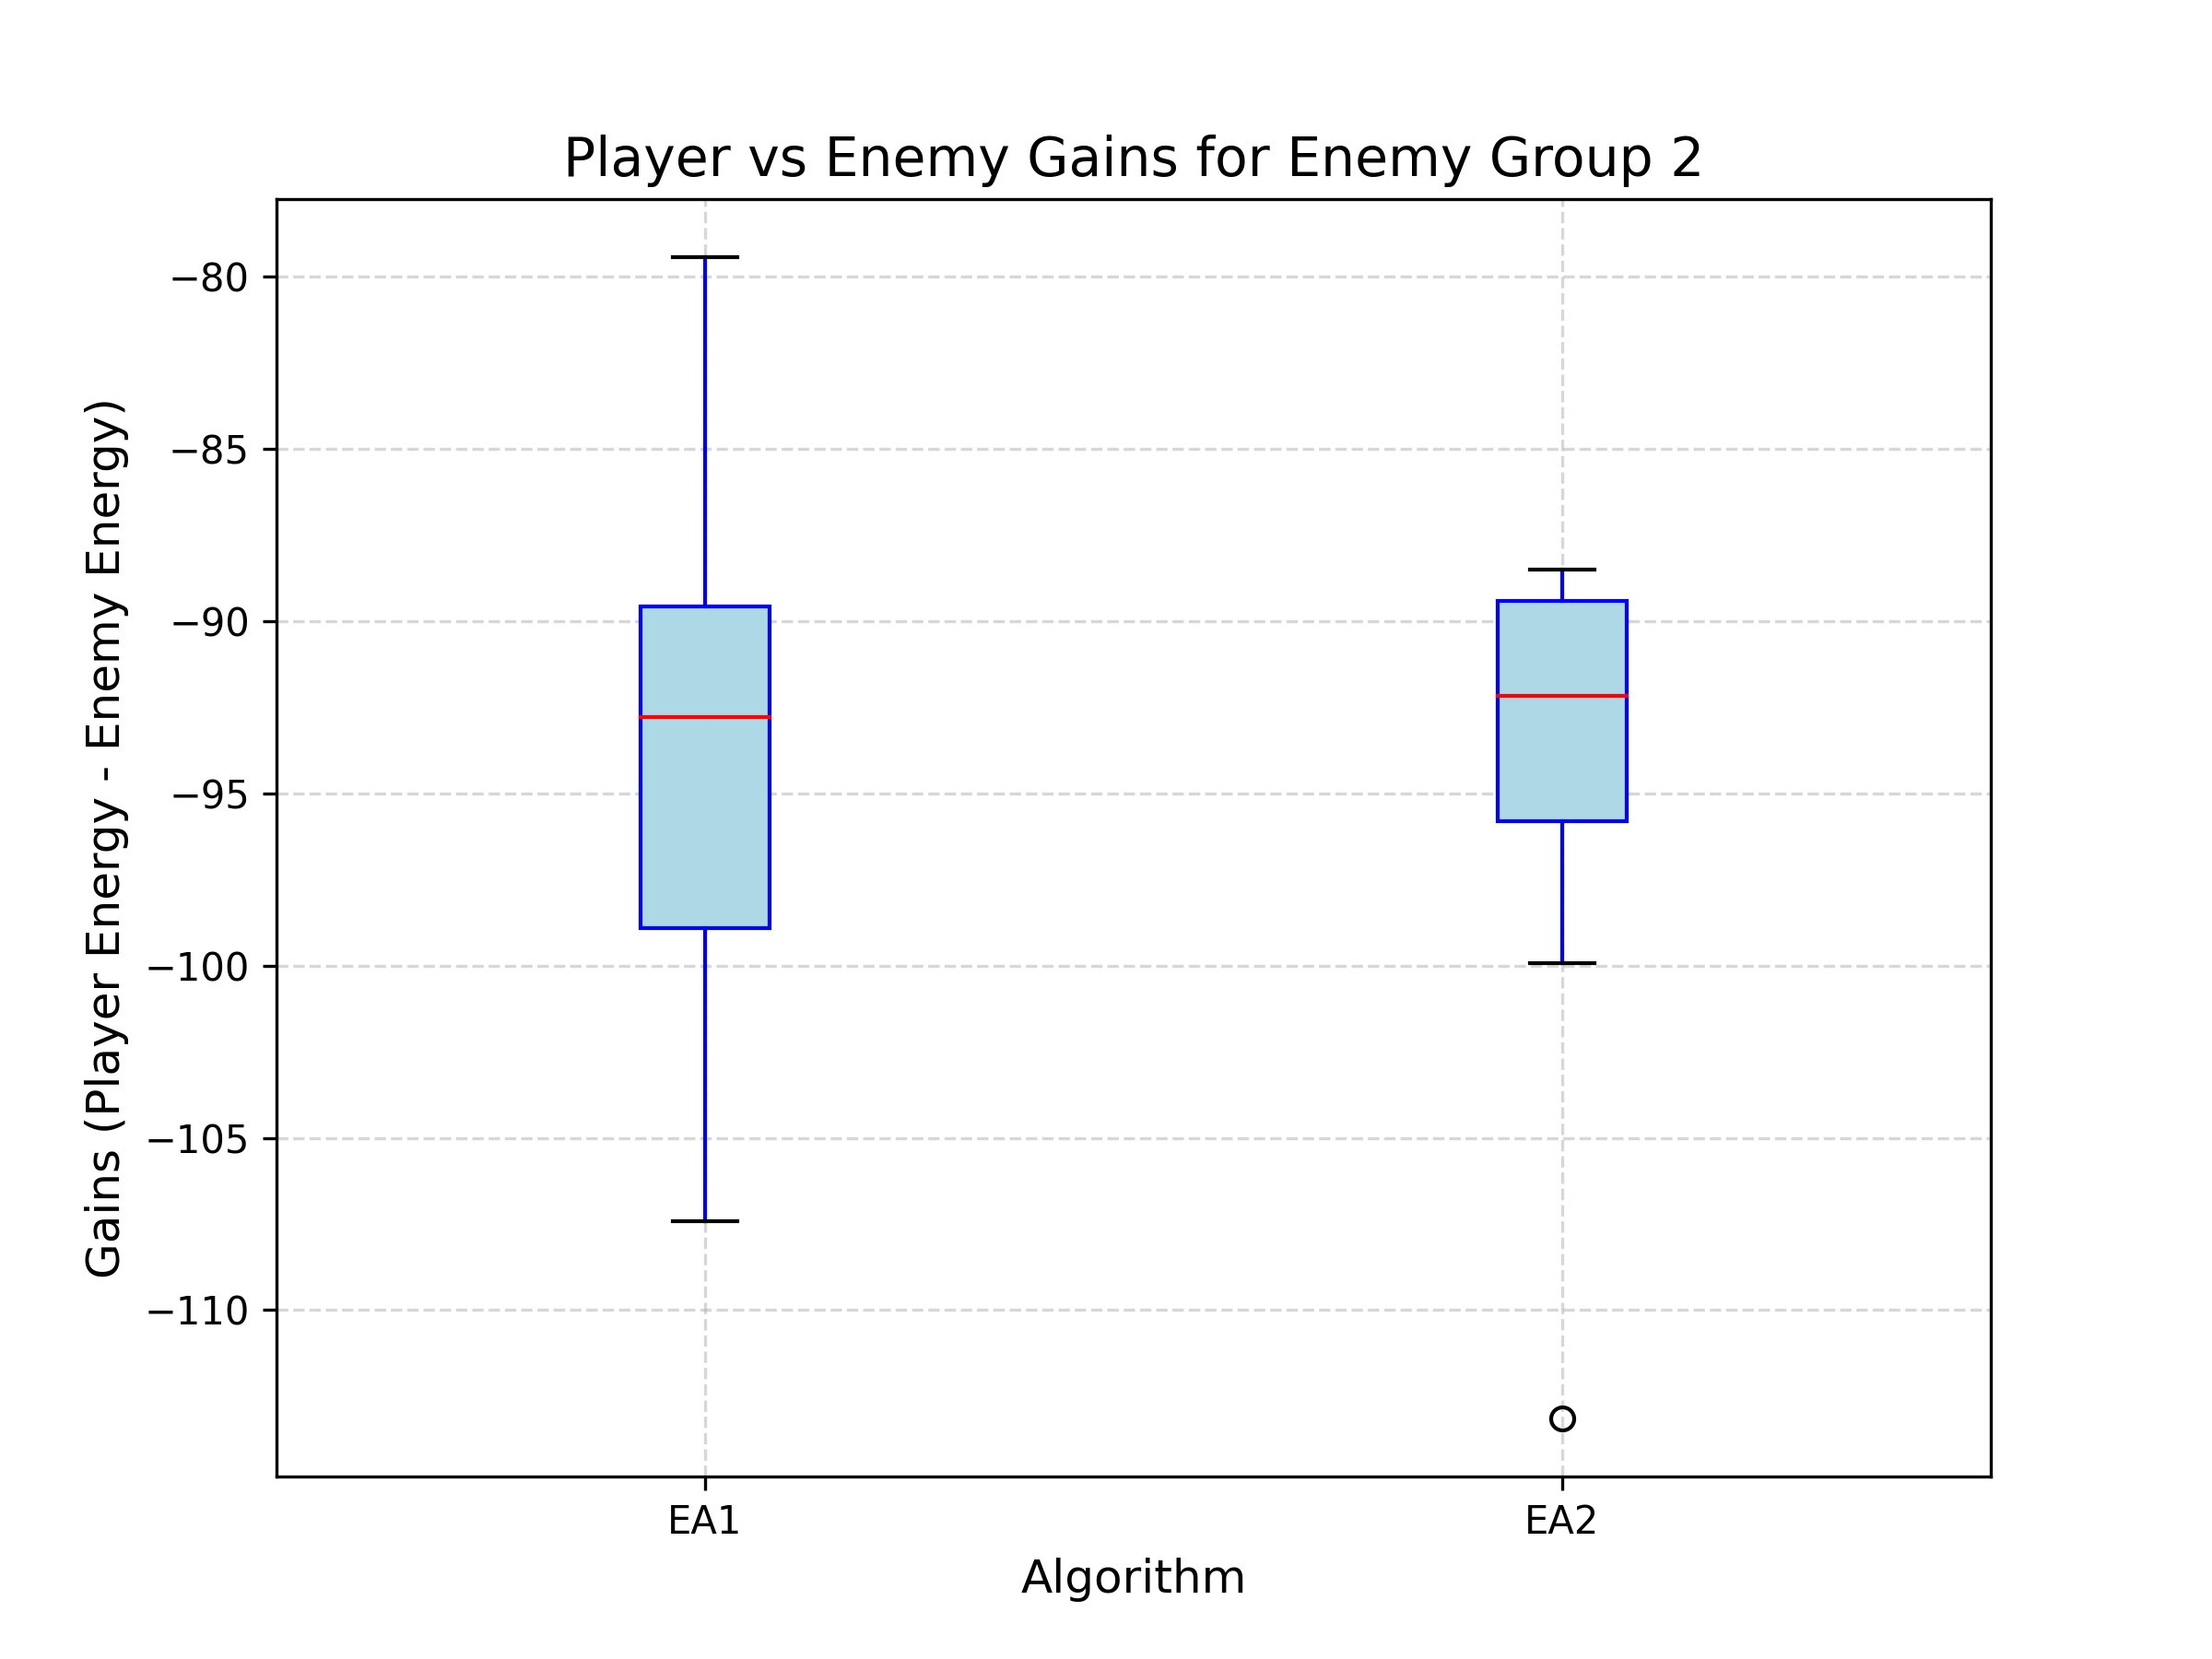 Player vs Enemy Gains for Enemy Group 2
Gains (Player Energy - Enemy Energy)
−80
−85
−90
−95
−100
−105
−110
EA1
EA2
Algorithm